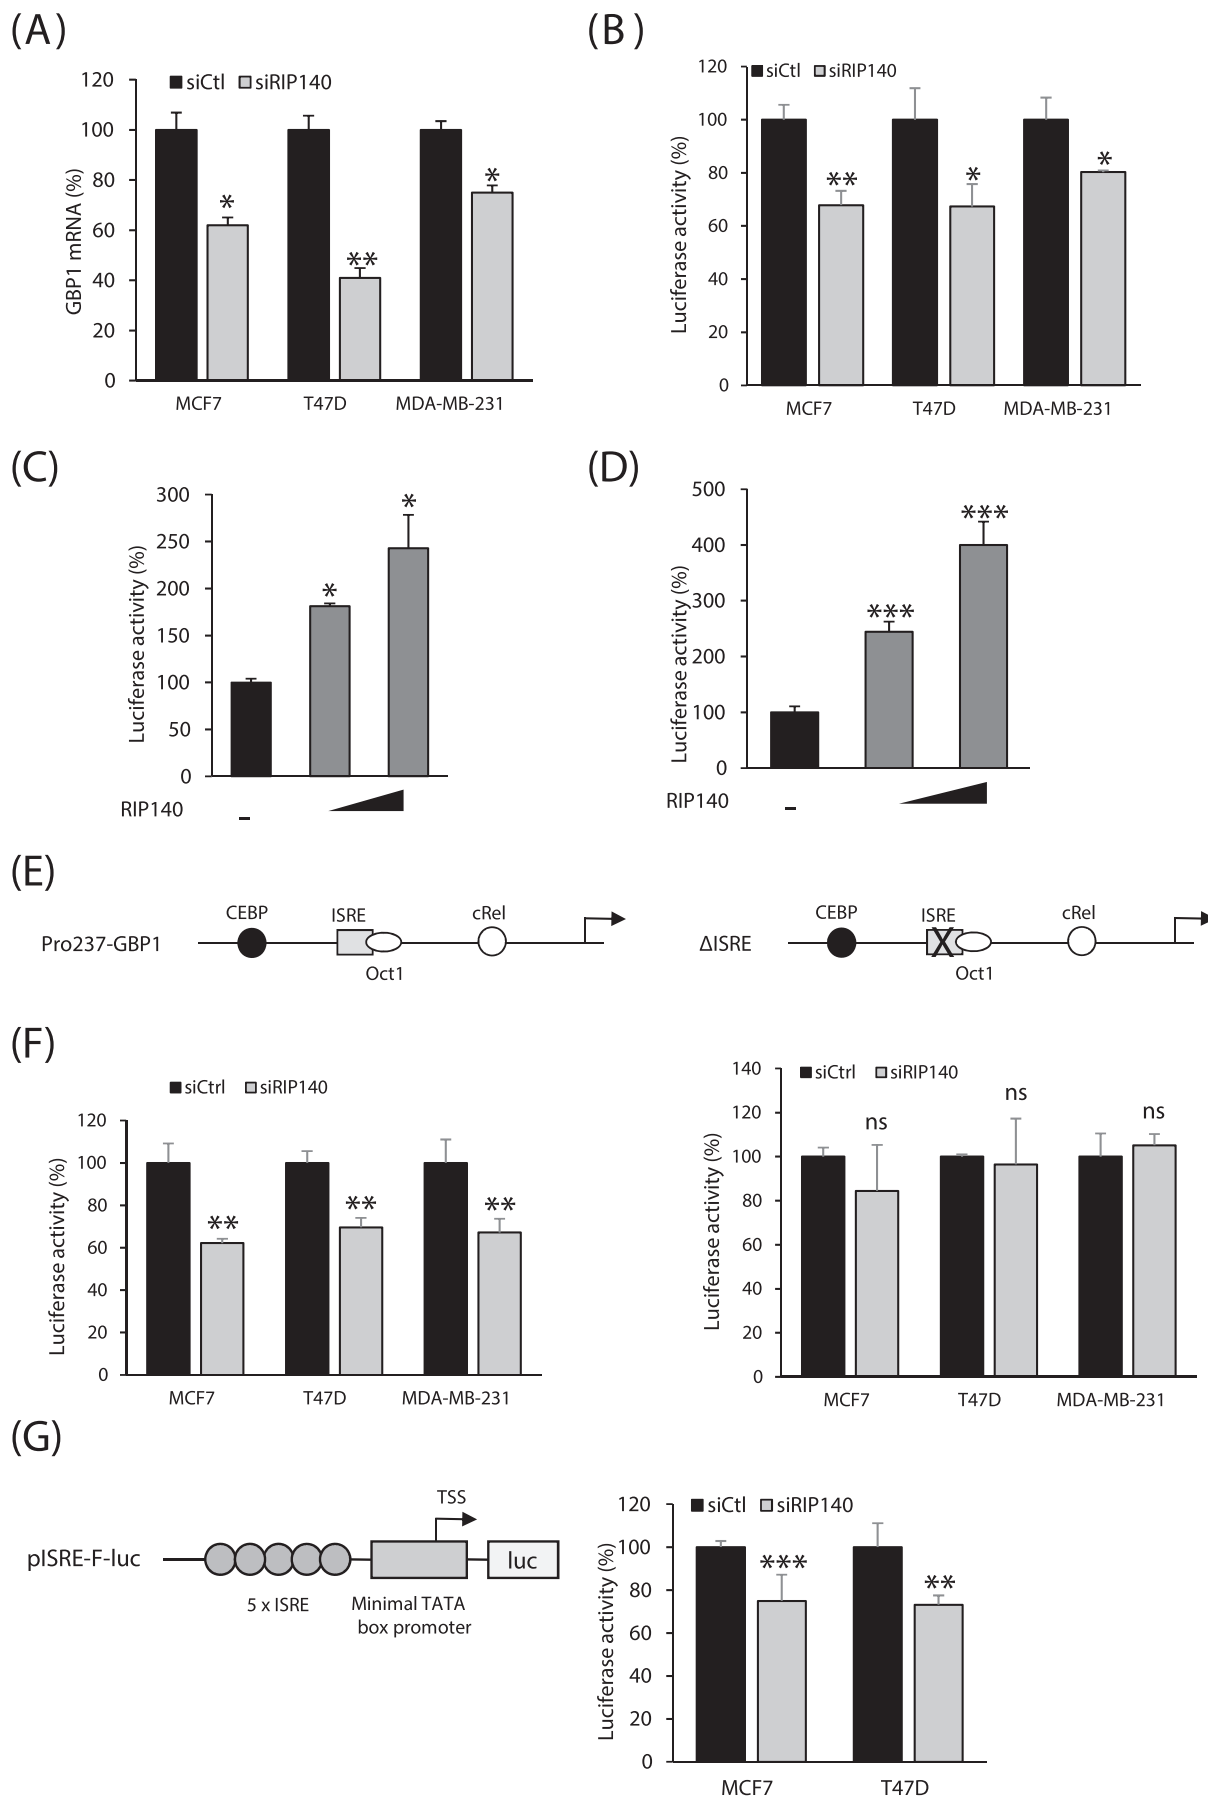 (A)
siCtl siRIP140
GBP1 mRNA (%)
120
100
80
60
40
20
0
*
**
*
MCF7 T47D MDA-MB-231
(B)
siCtl siRIP140
Luciferase activity (%)
120
100
80
60
40
20
0
**
*
*
MCF7 T47D MDA-MB-231
(C)
Luciferase activity (%)
300
250
200
150
100
50
0
*
*
RIP140
–
(D)
Luciferase activity (%)
500
400
300
200
100
0
***
***
RIP140
–
(E)
Pro237-GBP1
CEBP
ISRE
cRel
Oct1
ΔISRE
CEBP
ISRE
X
cRel
Oct1
(F)
siCtrl siRIP140
Luciferase activity (%)
120
100
80
60
40
20
0
**
**
**
MCF7 T47D MDA-MB-231
siCtrl siRIP140
Luciferase activity (%)
140
120
100
80
60
40
20
0
ns
ns
ns
MCF7 T47D MDA-MB-231
(G)
pISRE-F-luc
TSS
luc
5 x ISRE
Minimal TATA
box promoter
siCtl siRIP140
Luciferase activity (%)
120
100
80
60
40
20
0
***
**
MCF7 T47D